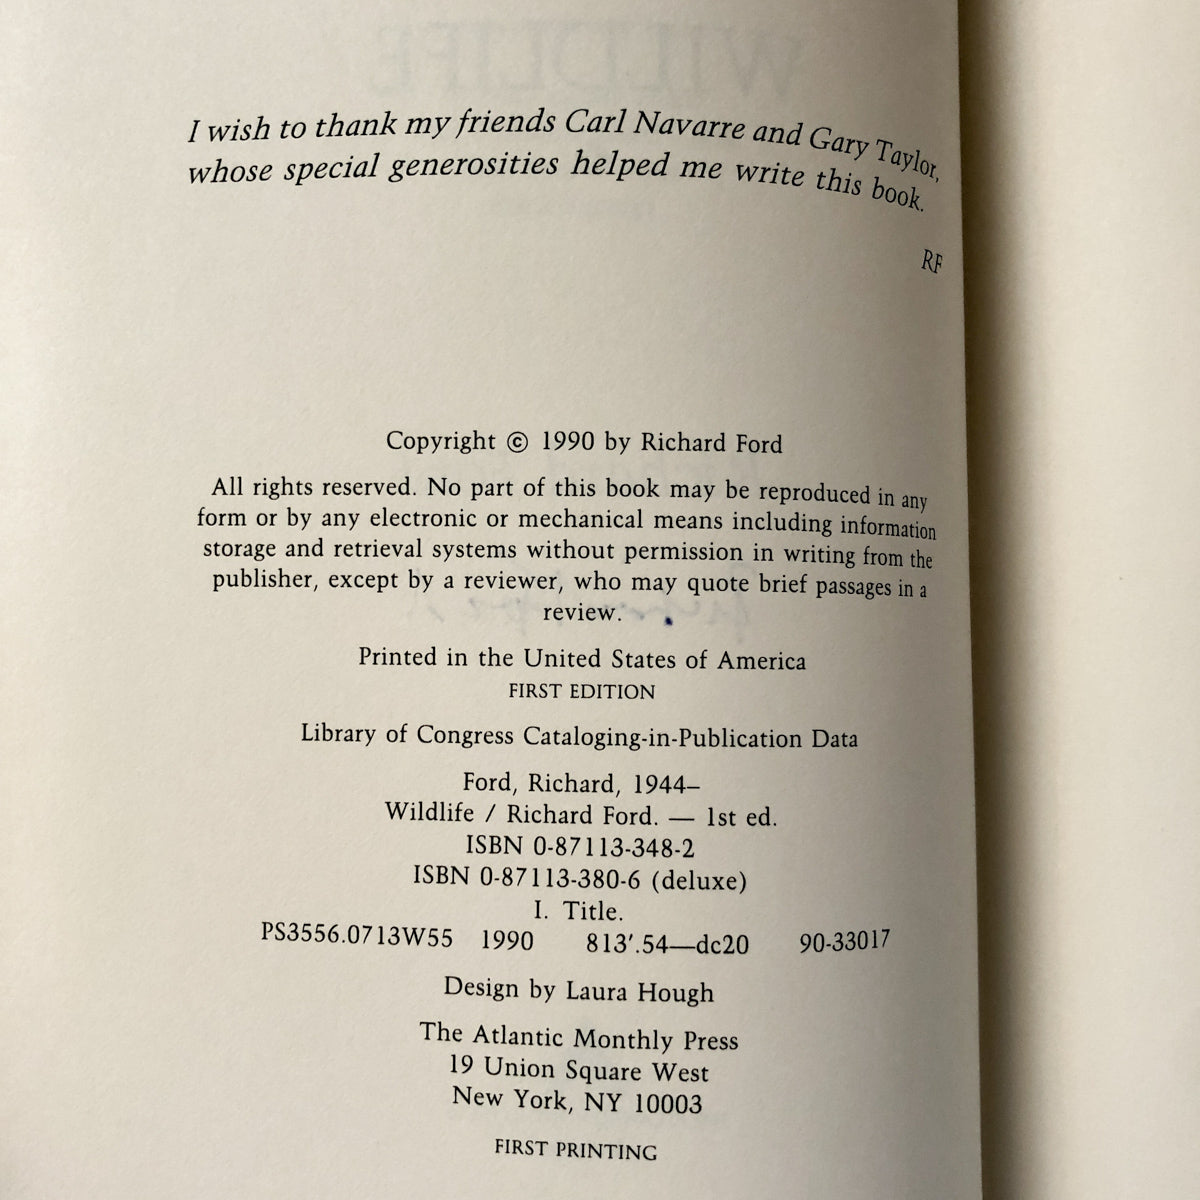 WILDLIFE
I wish to thank my friends Carl Navarre and Gary Taylor,
whose special generosities helped me write this book.
RF
Copyright © 1990 by Richard Ford
All rights reserved. No part of this book may be reproduced in any
form or by any electronic or mechanical means including information
storage and retrieval systems without permission in writing from the
publisher, except by a reviewer, who may quote brief passages in a
review.
Printed in the United States of America
FIRST EDITION
Library of Congress Cataloging-in-Publication Data
Ford, Richard, 1944–
Wildlife / Richard Ford. — 1st ed.
ISBN 0-87113-348-2
ISBN 0-87113-380-6 (deluxe)
I. Title.
PS3556.0713W55 1990 813′.54—dc20 90-33017
Design by Laura Hough
The Atlantic Monthly Press
19 Union Square West
New York, NY 10003
FIRST PRINTING